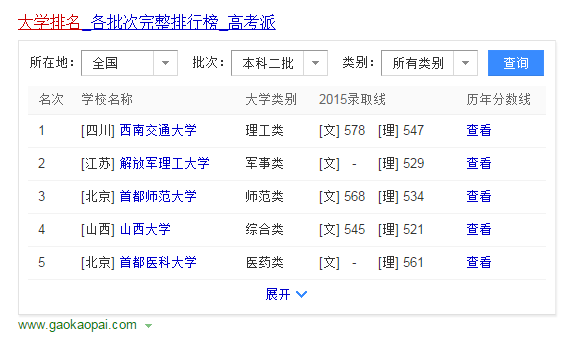 大学排名_各批次完整排行榜_高考派
所在地： 全国 批次： 本科二批 类别： 所有类别 查询
名次 学校名称 大学类别 2015录取线 历年分数线
1 [四川] 西南交通大学 理工类 [文] 578 [理] 547 查看
2 [江苏] 解放军理工大学 军事类 [文] - [理] 529 查看
3 [北京] 首都师范大学 师范类 [文] 568 [理] 534 查看
4 [山西] 山西大学 综合类 [文] 545 [理] 521 查看
5 [北京] 首都医科大学 医药类 [文] - [理] 561 查看
展开
www.gaokaopai.com